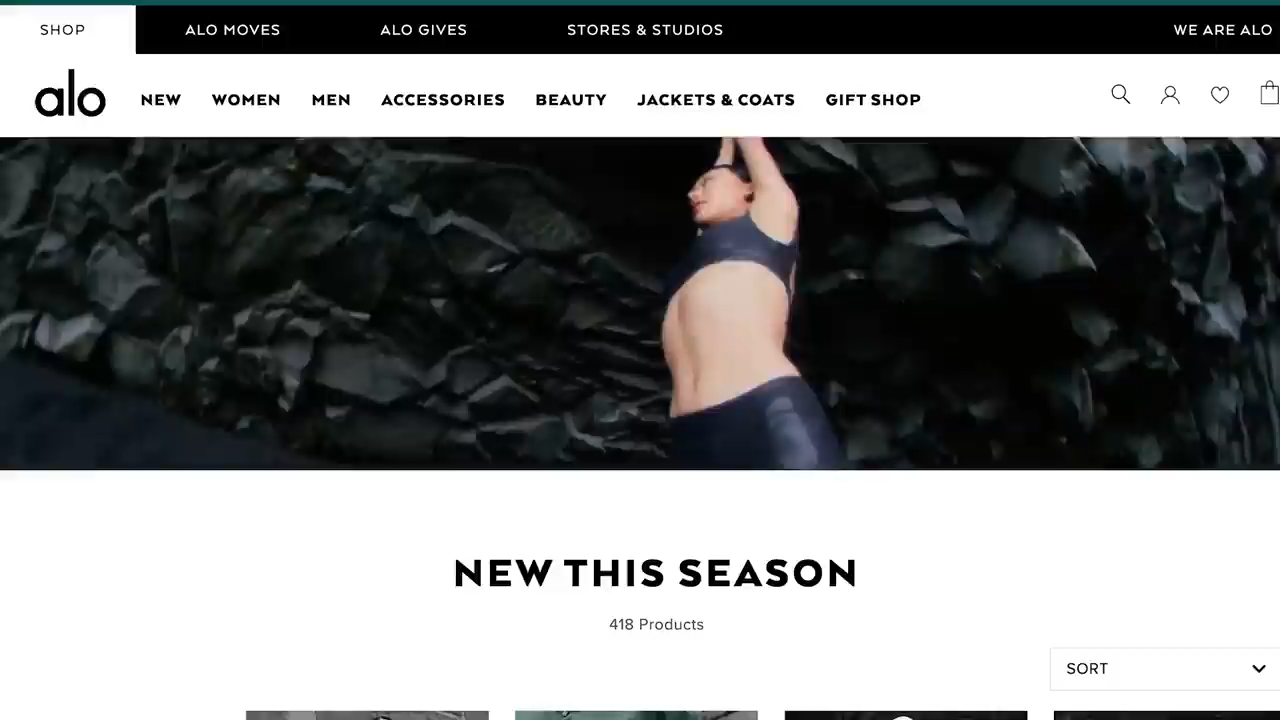 SHOP
ALO MOVES
ALO GIVES
STORES & STUDIOS
WE ARE ALO
alo
NEW
WOMEN
MEN
ACCESSORIES
BEAUTY
JACKETS & COATS
GIFT SHOP
NEW THIS SEASON
418 Products
SORT